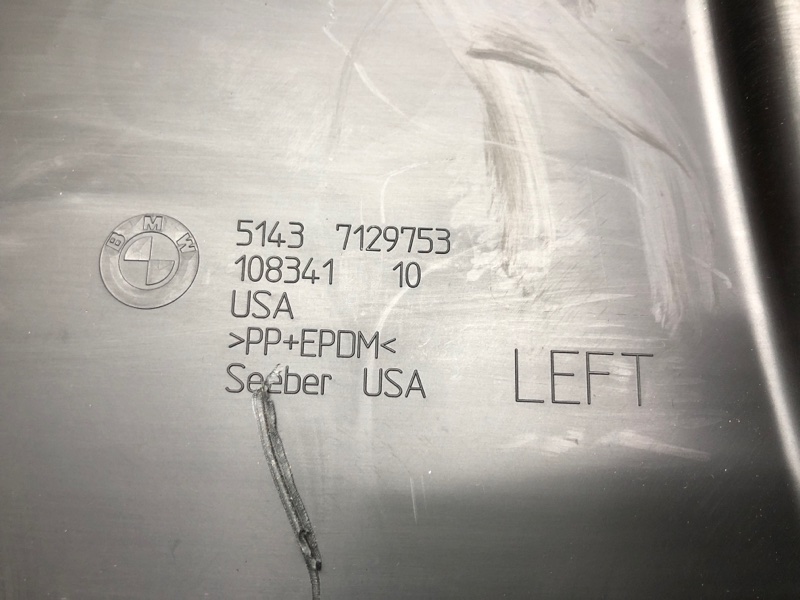 BMW
5143 7129753
108341 10
USA
>PP+EPDM<
Seeber USA
LEFT